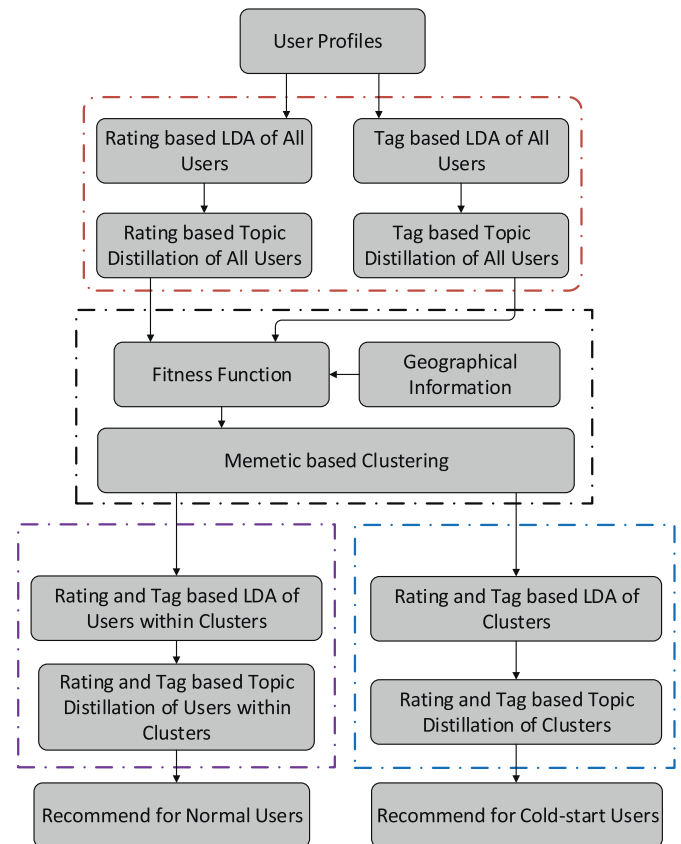 User Profiles
Rating based LDA of All
Users
Tag based LDA of All
Users
Rating based Topic
Distillation of All Users
Tag based Topic
Distillation of All Users
Fitness Function
Geographical
Information
Memetic based Clustering
Rating and Tag based LDA of
Users within Clusters
Rating and Tag based LDA of
Clusters
Rating and Tag based Topic
Distillation of Users within
Clusters
Rating and Tag based Topic
Distillation of Clusters
Recommend for Normal Users
Recommend for Cold-start Users